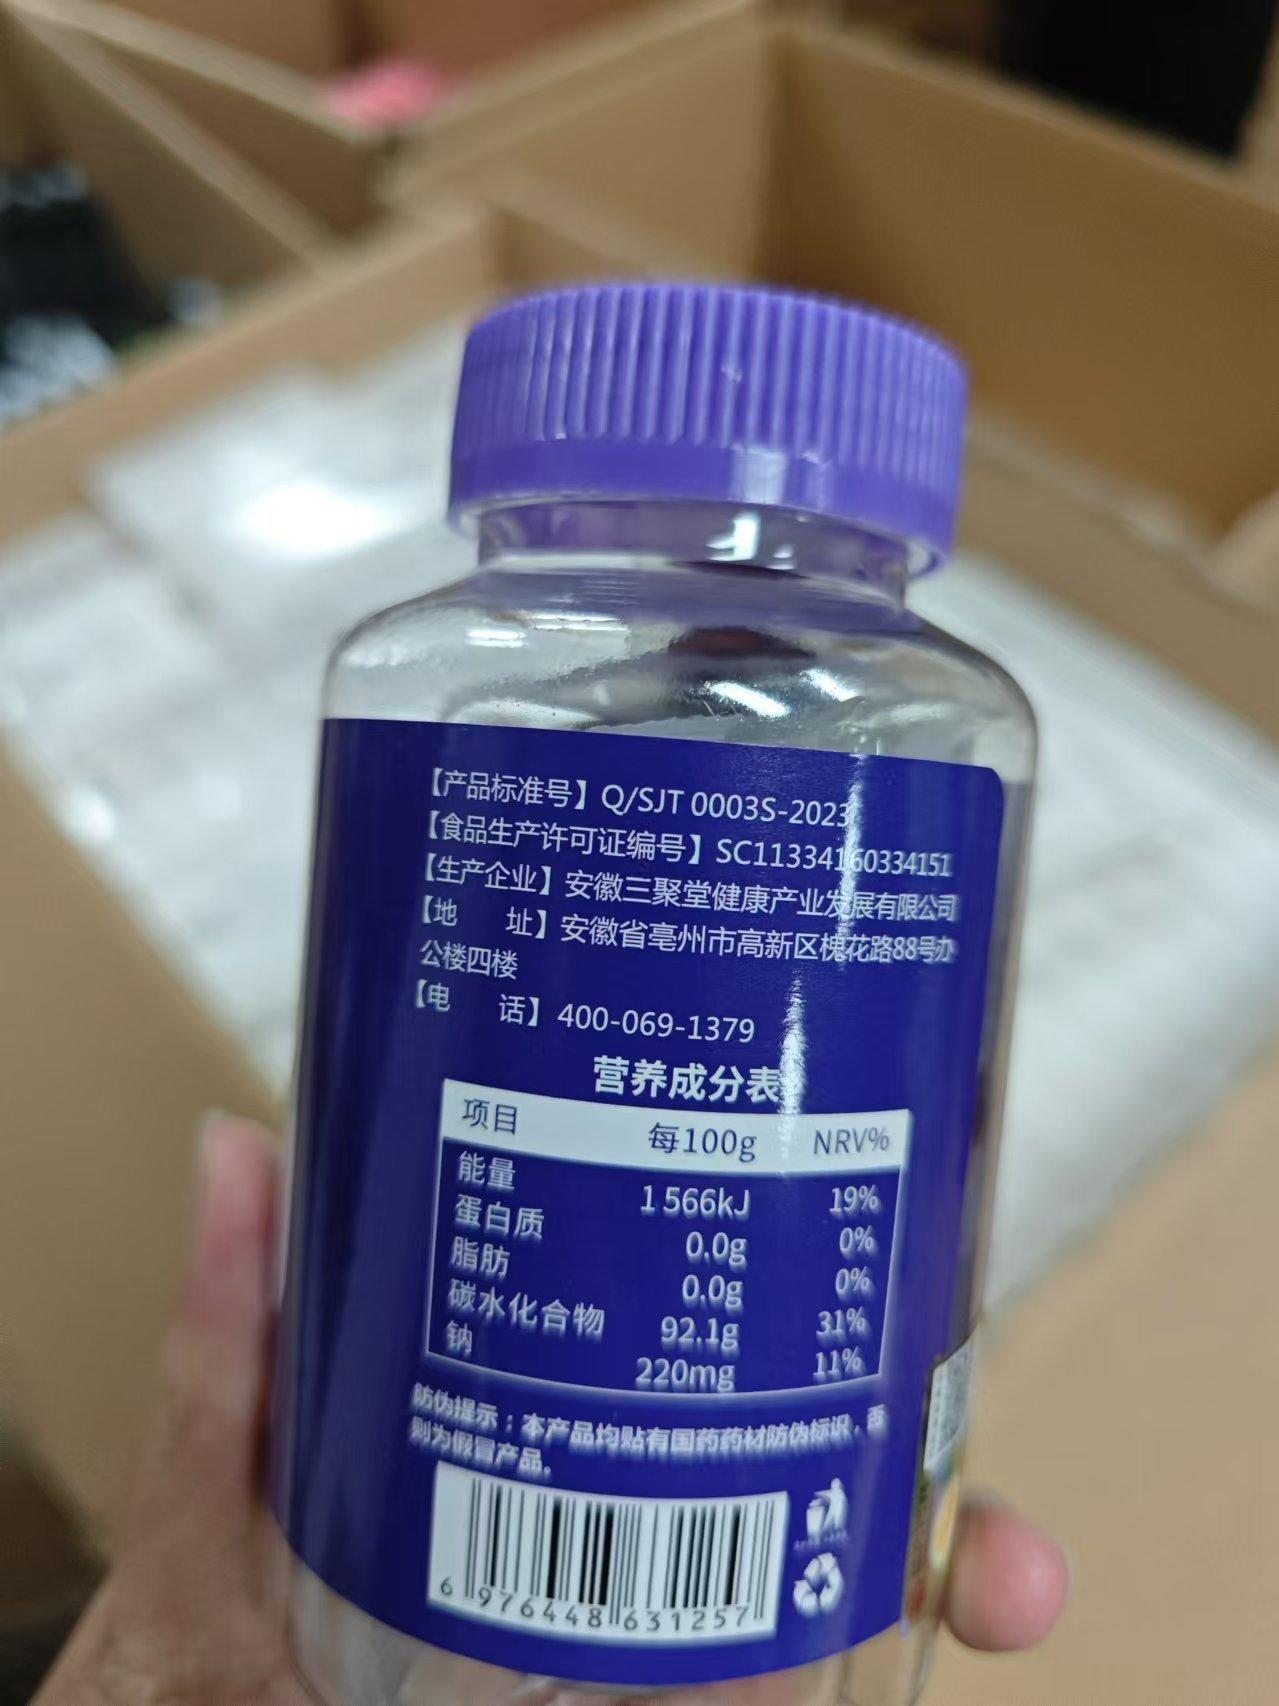 【产品标准号】Q/SJT 0003S-2023
【食品生产许可证编号】SC11334160334151
【生产企业】安徽三聚堂健康产业发展有限公司
【地 址】安徽省亳州市高新区槐花路88号办
公楼四楼
【电 话】400-069-1379
营养成分表
项目 每100g NRV%
能量 1566kJ 19%
蛋白质 0.0g 0%
脂肪 0.0g 0%
碳水化合物 92.1g 31%
钠 220mg 11%
防伪提示：本产品均贴有国药药材防伪标识，否
则为假冒产品。
6 976448 631257